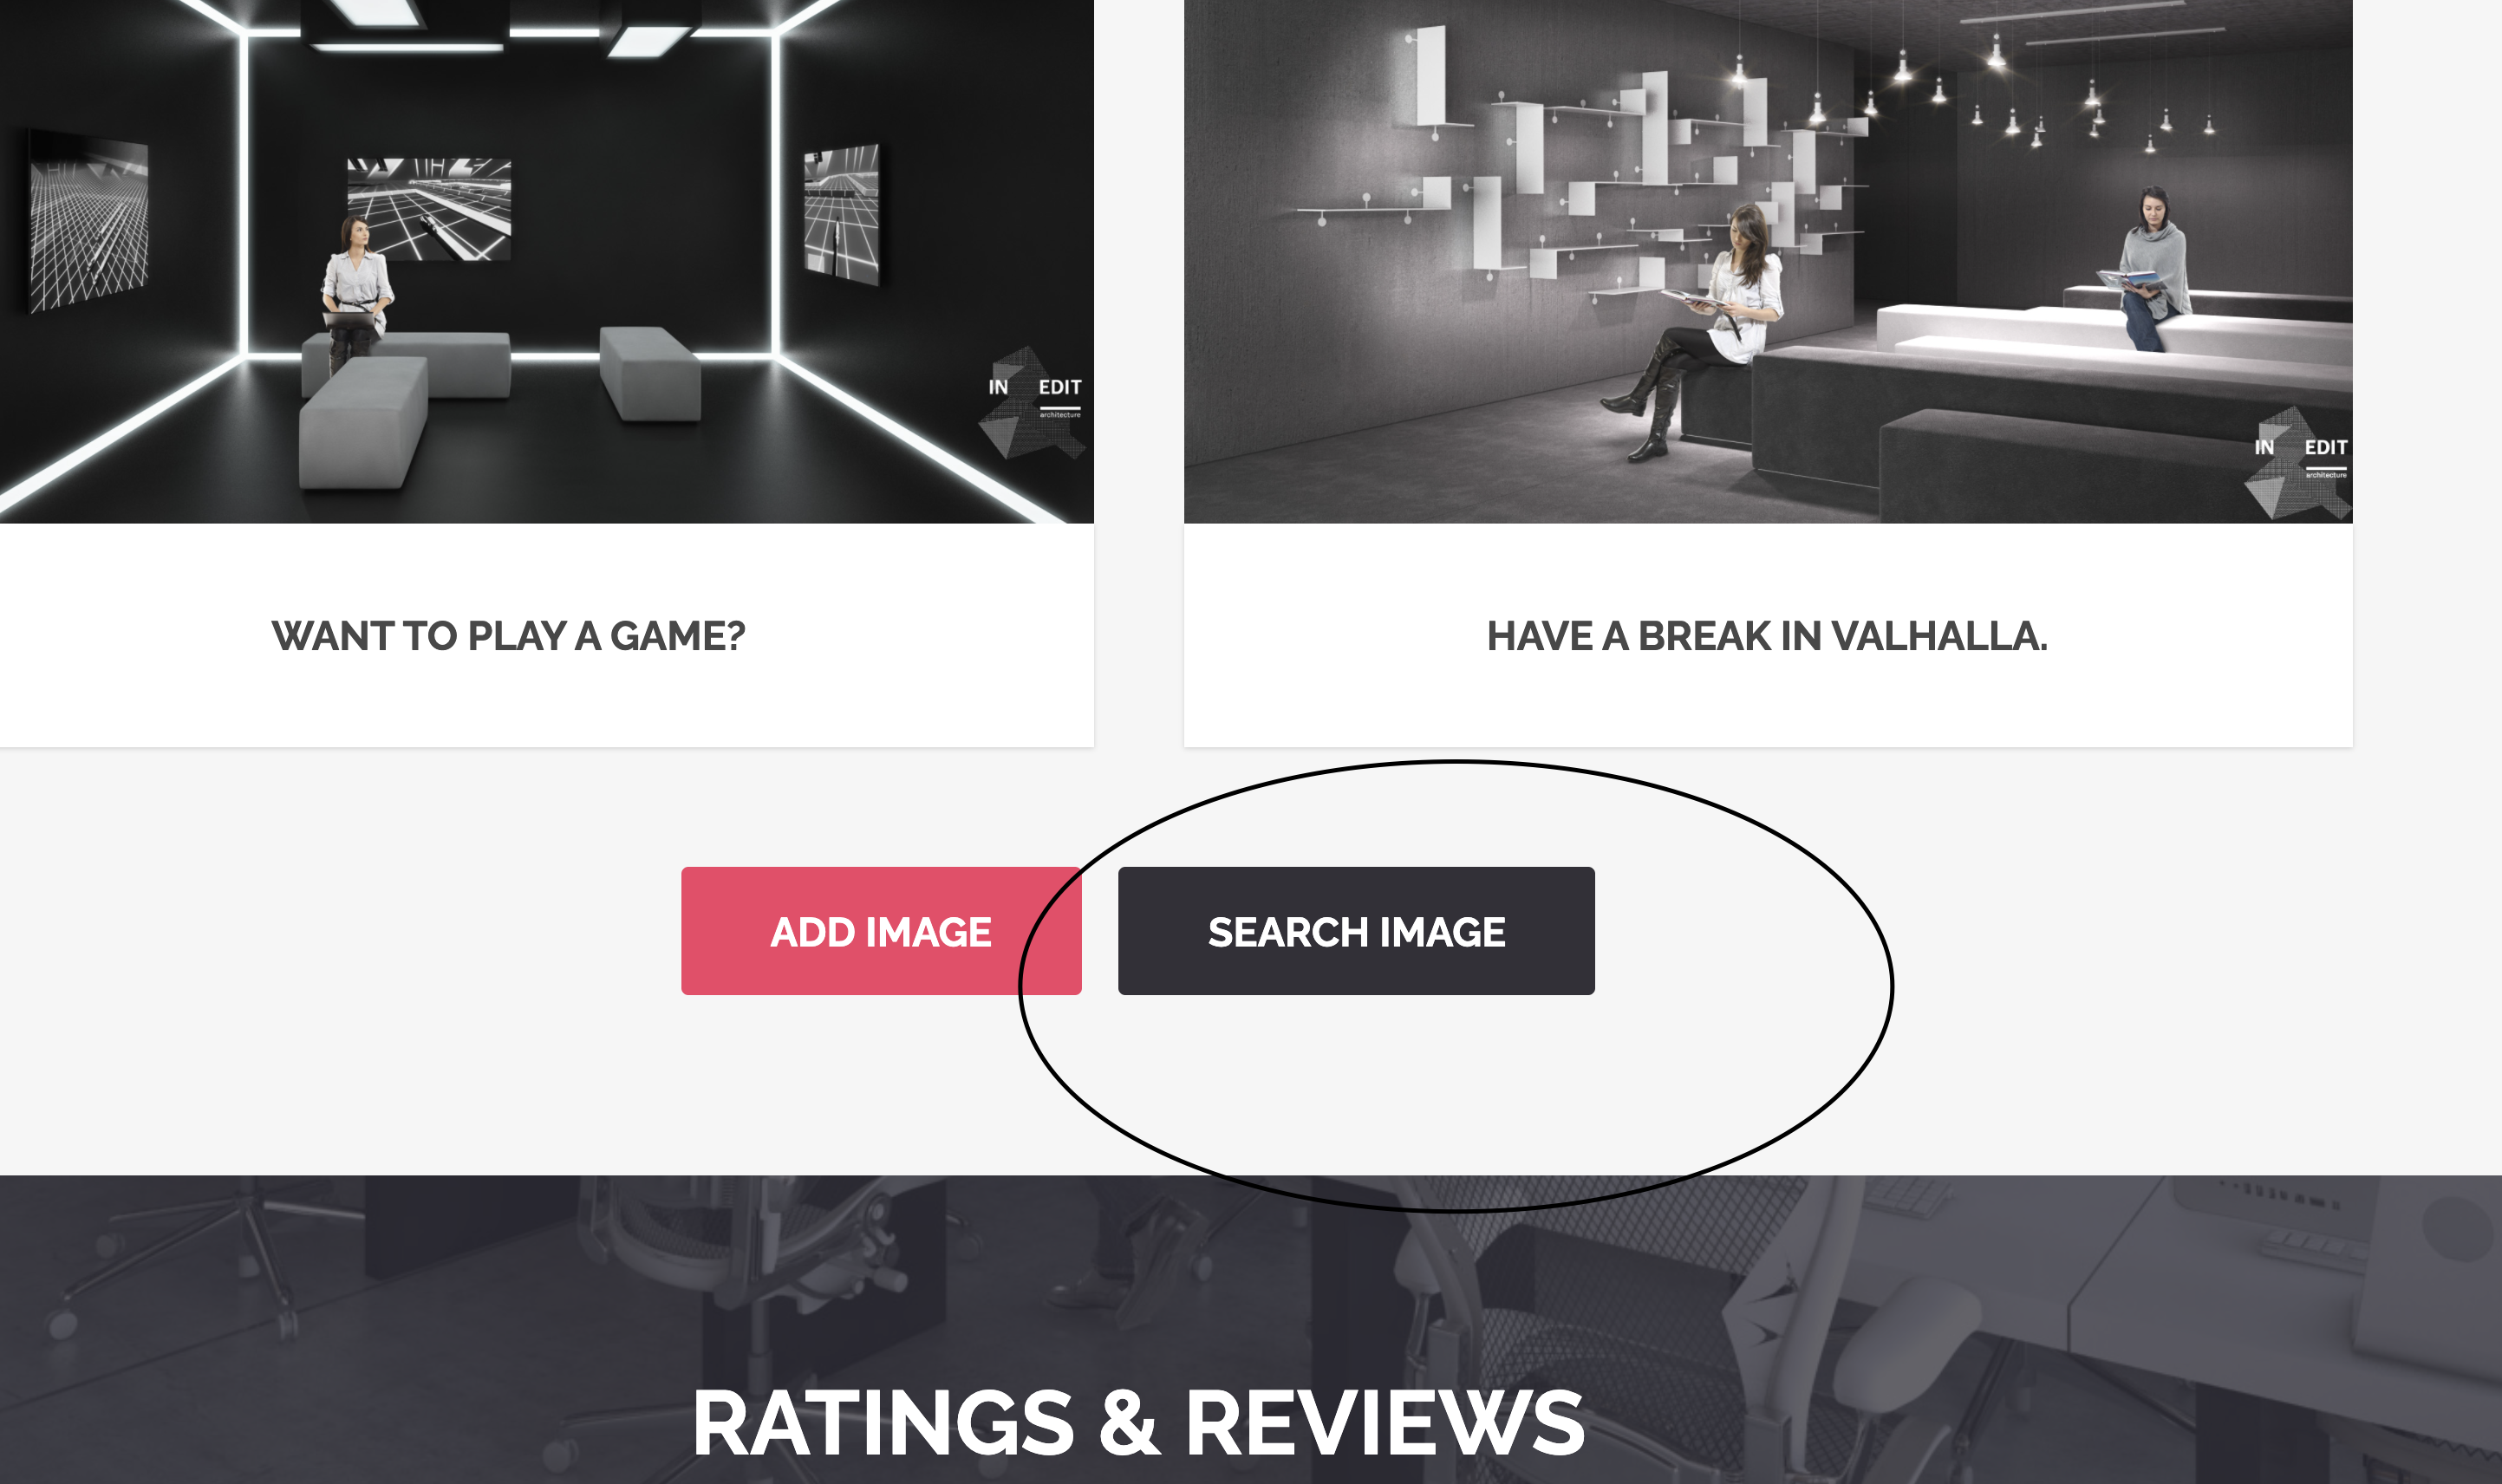 IN EDIT
architecture
IN EDIT
architecture
WANT TO PLAY A GAME?
HAVE A BREAK IN VALHALLA.
ADD IMAGE
SEARCH IMAGE
RATINGS & REVIEWS